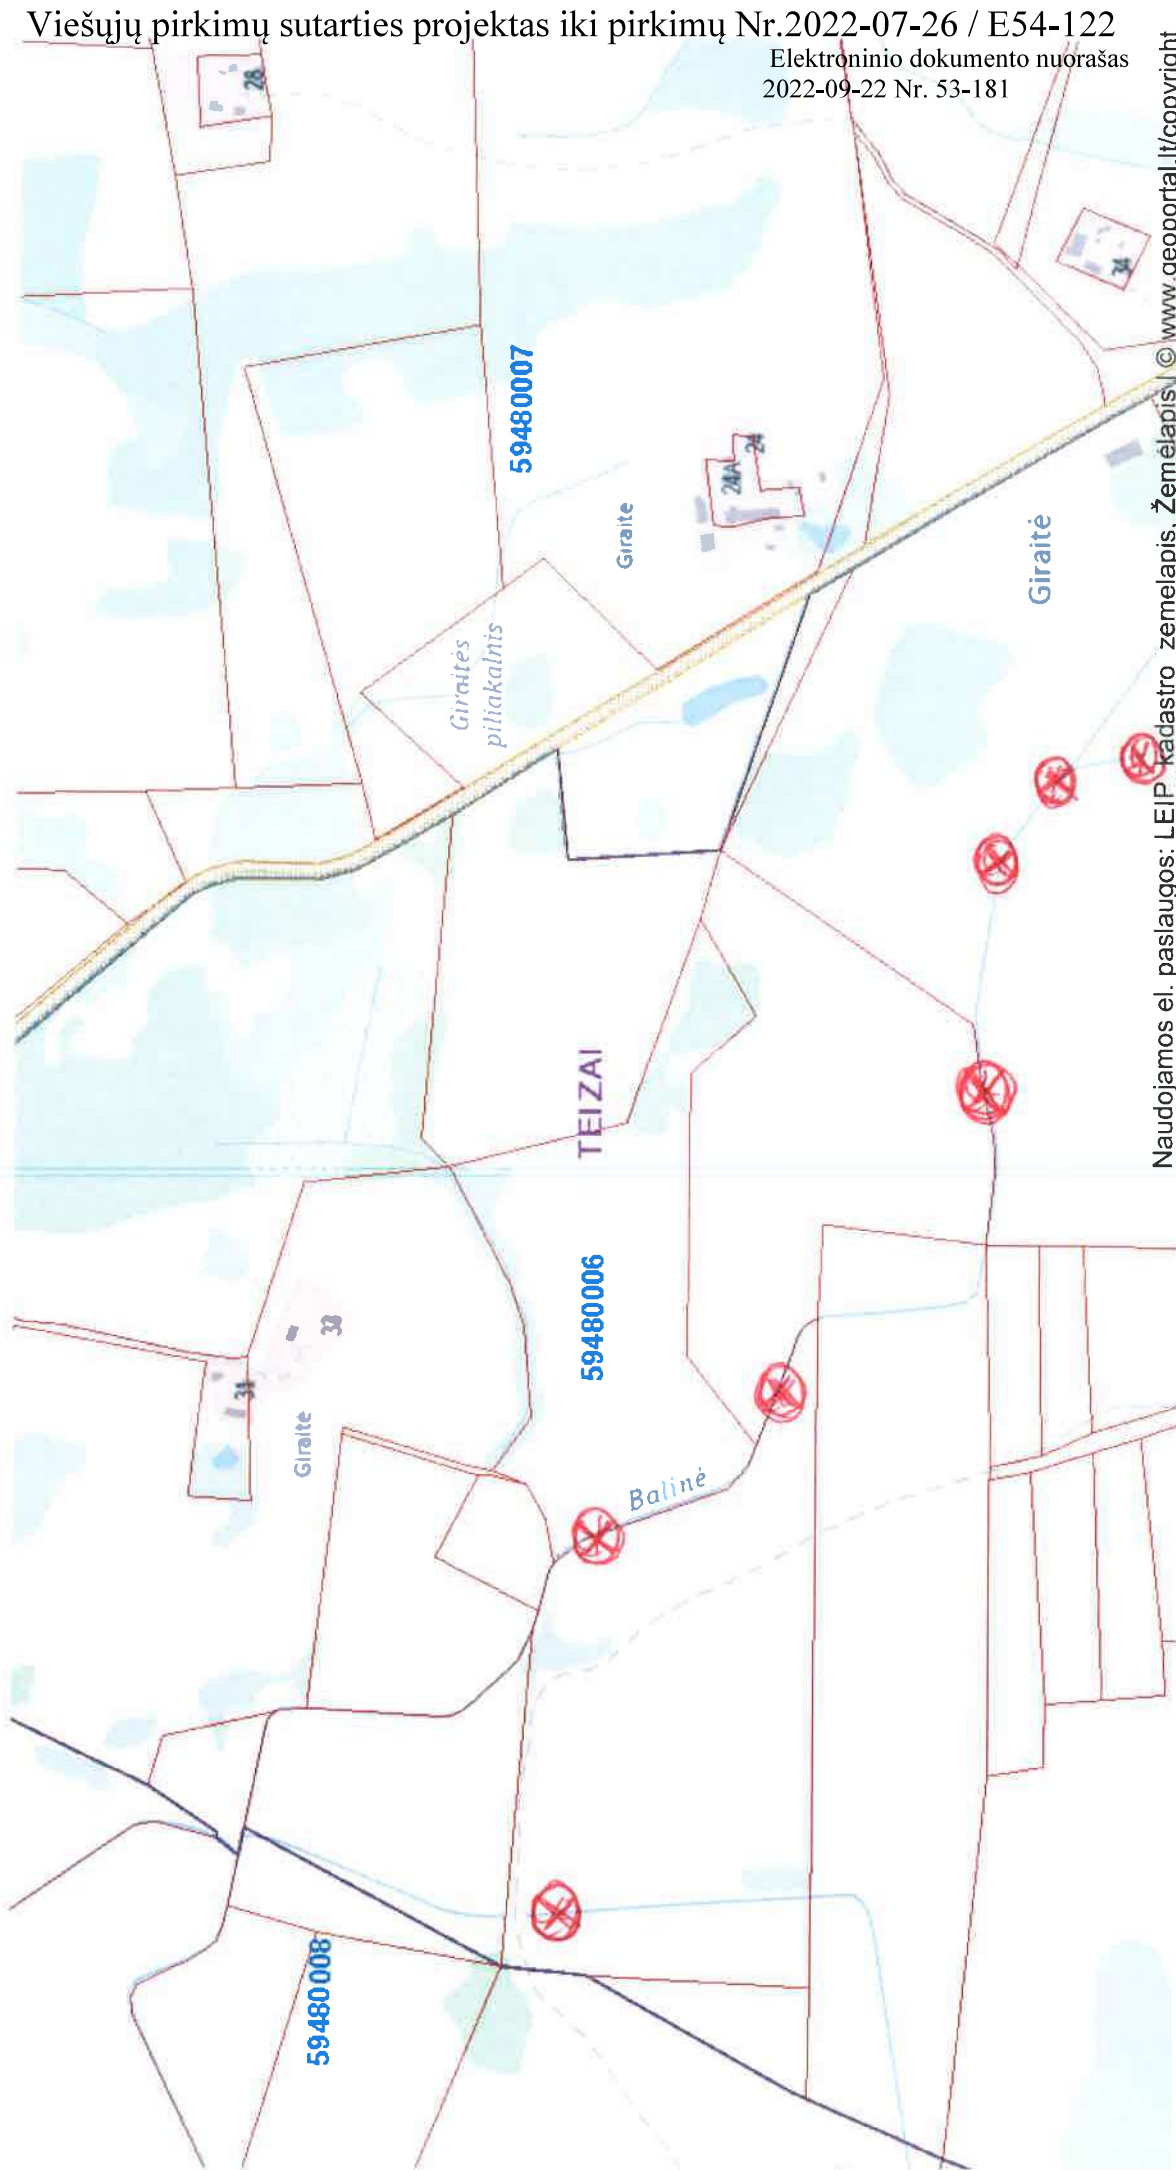 Viešųjų pirkimų sutarties projektas iki pirkimų Nr.2022-07-26 / E54-122
Elektroninio dokumento nuorašas
2022-09-22 Nr. 53-181
28
34
59480007
24A
24
Giraitė
Giraitė
Giraitės
piliakalnis
TEIZAI
59480006
33
31
Giraitė
Balinė
59480008
Naudojamos el. paslaugos: LEIP kadastro žemėlapis, Žemėlapis | © www.geoportal.lt/copyright